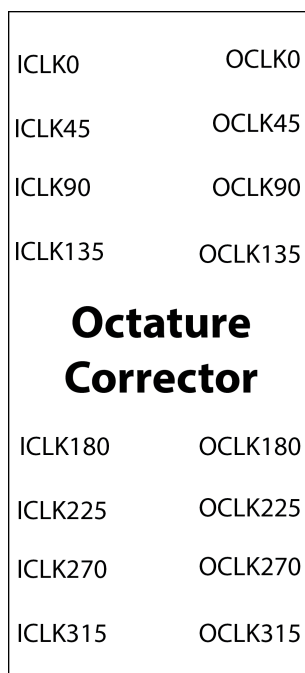 ICLK0 OCLK0
ICLK45 OCLK45
ICLK90 OCLK90
ICLK135 OCLK135
Octature
Corrector
ICLK180 OCLK180
ICLK225 OCLK225
ICLK270 OCLK270
ICLK315 OCLK315